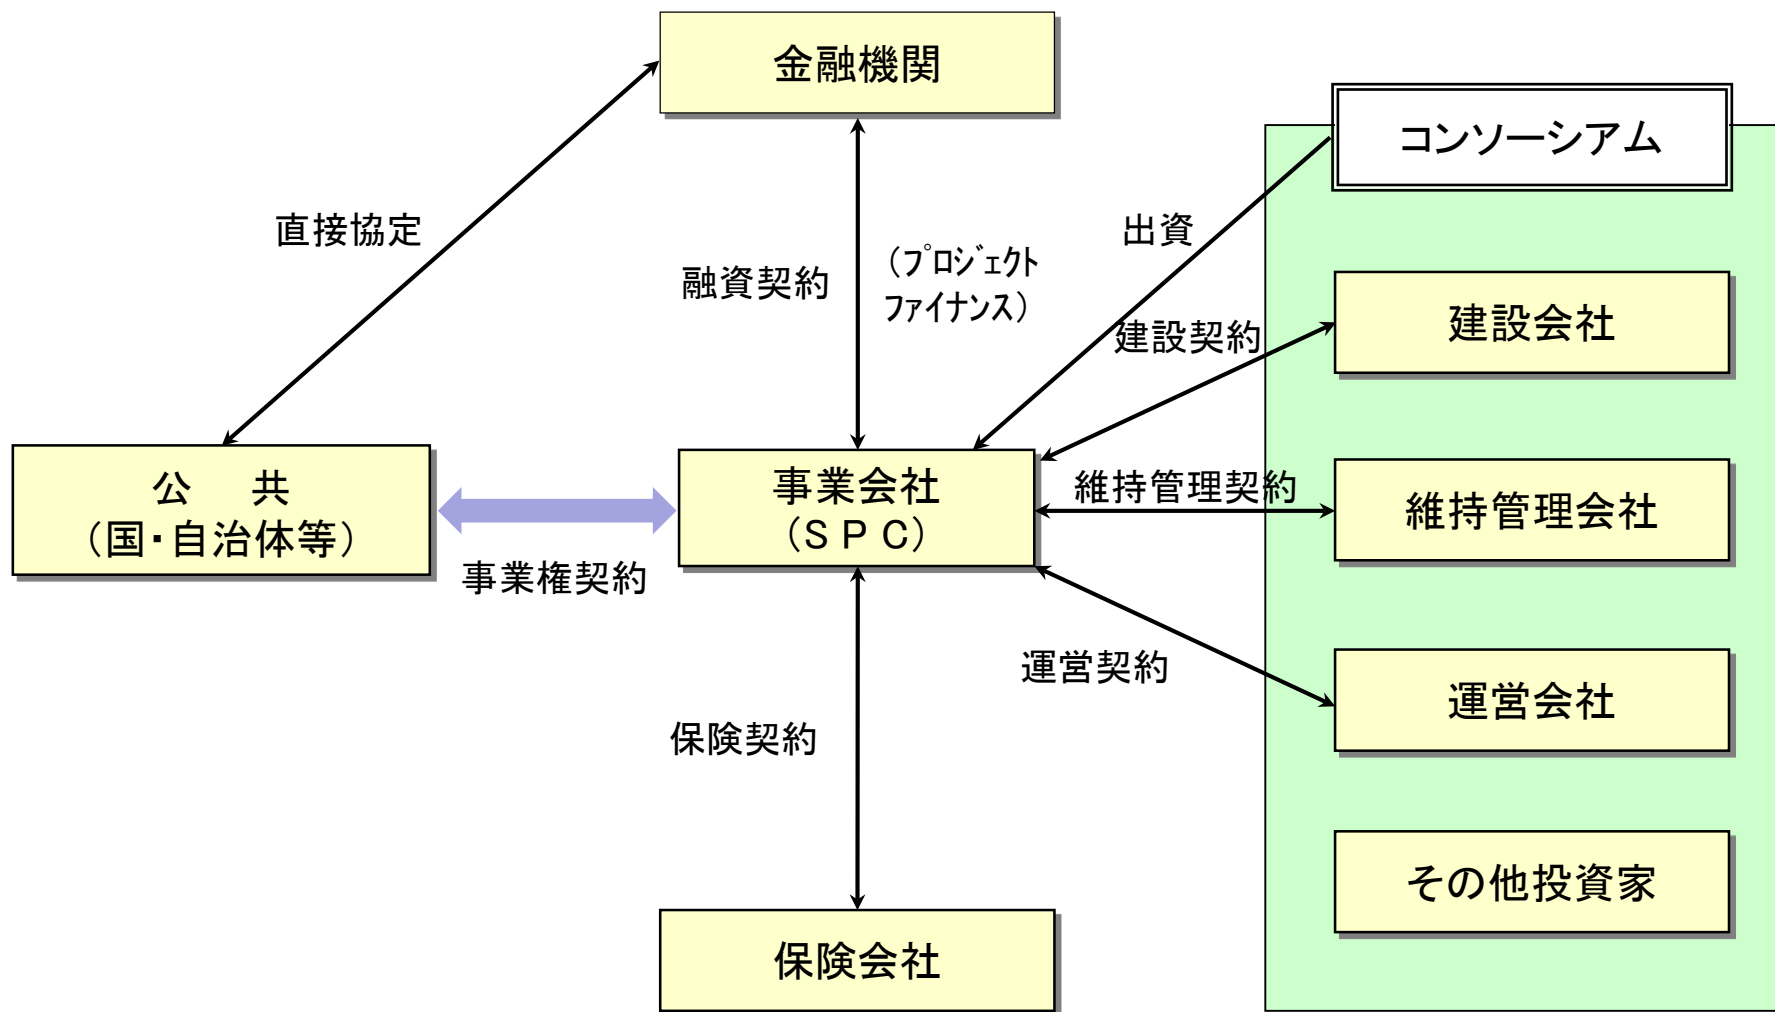 金融機関
コンソーシアム
直接協定
出資
融資契約
（ﾌﾟﾛｼﾞｪｸﾄ
ﾌｧｲﾅﾝｽ）
建設契約
建設会社
公　共
（国・自治体等）
事業会社
（ＳＰＣ）
維持管理契約
維持管理会社
事業権契約
運営契約
運営会社
保険契約
その他投資家
保険会社